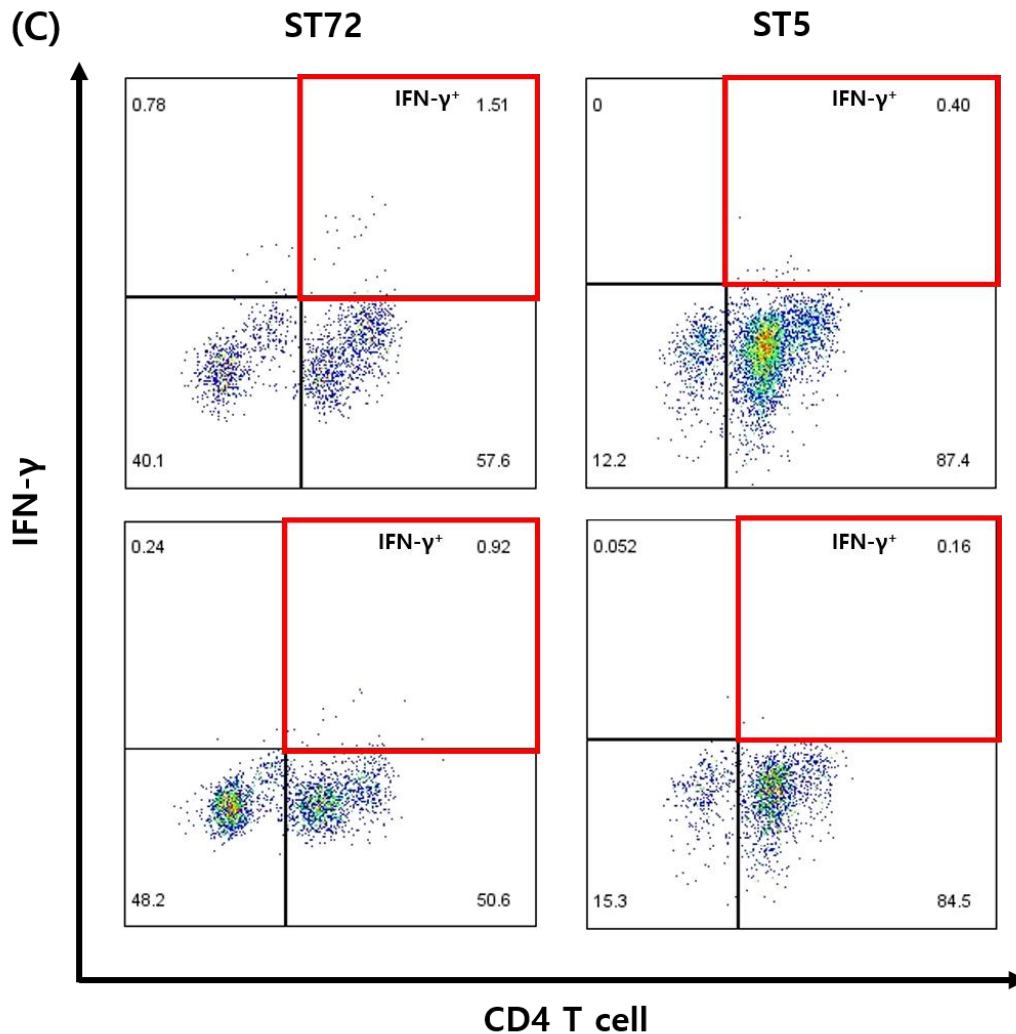 (C)
ST72
ST5
0.78
IFN-γ⁺
1.51
0
IFN-γ⁺
0.40
40.1
57.6
12.2
87.4
IFN-γ
0.24
IFN-γ⁺
0.92
0.052
IFN-γ⁺
0.16
48.2
50.6
15.3
84.5
CD4 T cell